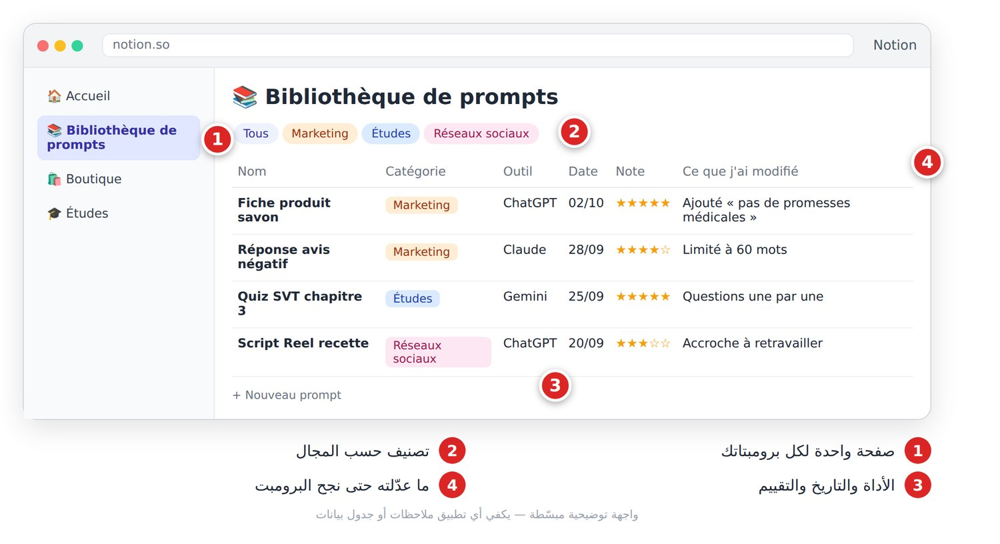 notion.so
Notion
🏠 Accueil
📚 Bibliothèque de
prompts
🛍️ Boutique
🎓 Études
📚 Bibliothèque de prompts
1
Tous Marketing Études Réseaux sociaux
2
4
Nom Catégorie Outil Date Note Ce que j'ai modifié
Fiche produit
savon
Marketing
ChatGPT
02/10
★★★★★
Ajouté « pas de promesses
médicales »
Réponse avis
négatif
Marketing
Claude
28/09
★★★★☆
Limité à 60 mots
Quiz SVT chapitre
3
Études
Gemini
25/09
★★★★★
Questions une par une
Script Reel recette
Réseaux
sociaux
ChatGPT
20/09
★★★☆☆
Accroche à retravailler
3
+ Nouveau prompt
1 صفحة واحدة لكل برومبتاتك
2 تصنيف حسب المجال
3 الأداة والتاريخ والتقييم
4 ما عدّلته حتى نجح البرومبت
واجهة توضيحية مبسّطة — يكفي أي تطبيق ملاحظات أو جدول بيانات